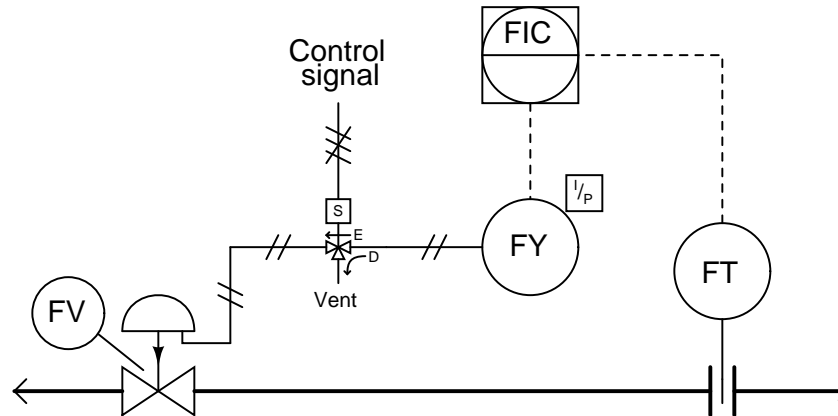 Control
signal
FIC
I/P
S
E
D
Vent
FY
FT
FV